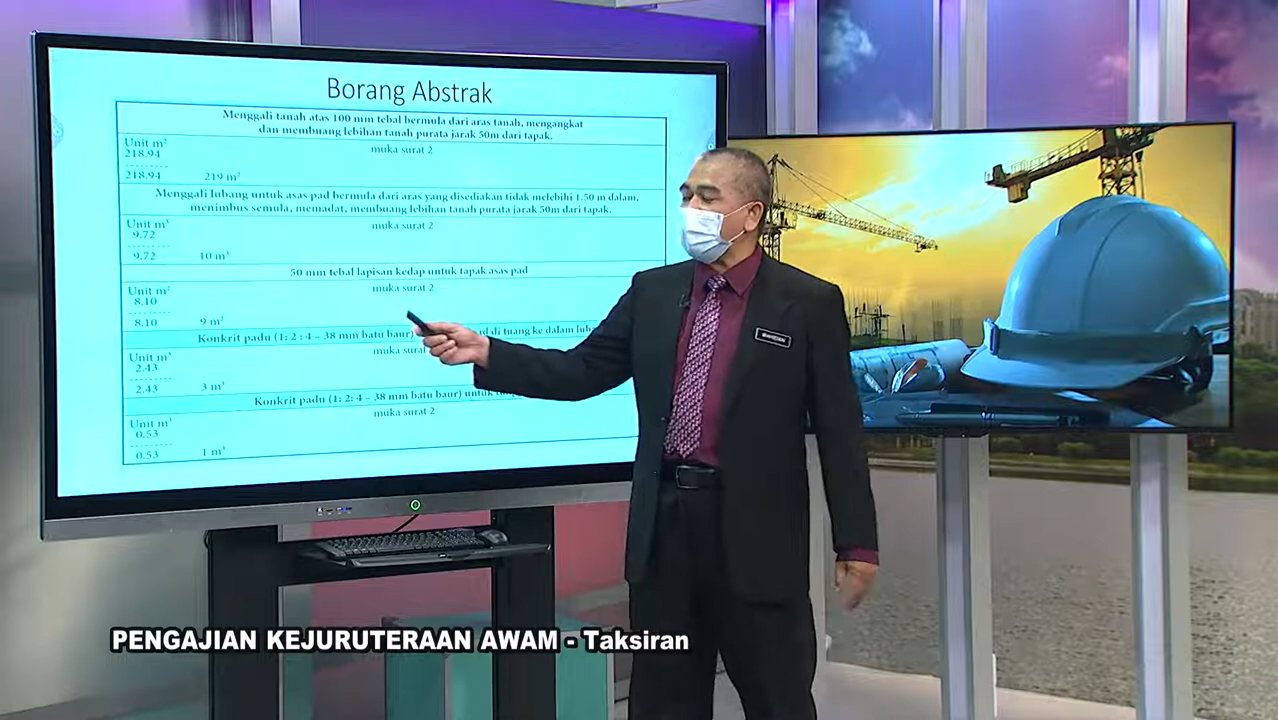 Borang Abstrak
Menggali tanah atas 100 mm tebal bermula dari aras tanah, mengangkat
dan membuang lebihan tanah purata jarak 50m dari tapak.
Unit m²
muka surat 2
218.94
218.94 219 m²
Menggali lubang untuk asas pad bermula dari aras yang disediakan tidak melebihi 1.50 m dalam,
menimbus semula, memadat, membuang lebihan tanah purata jarak 50m dari tapak.
Unit m³
muka surat 2
9.72
9.72 10 m³
50 mm tebal lapisan kedap untuk tapak asas pad
Unit m²
muka surat 2
8.10
8.10 9 m²
Konkrit padu (1: 2 : 4 – 38 mm batu baur) di tuang ke dalam
Unit m³
muka surat
2.43
2.43 3 m³
Konkrit padu (1: 2: 4 – 38 mm batu baur) untuk
Unit m³
muka surat 2
0.53
0.53 1 m³
PENGAJIAN KEJURUTERAAN AWAM - Taksiran